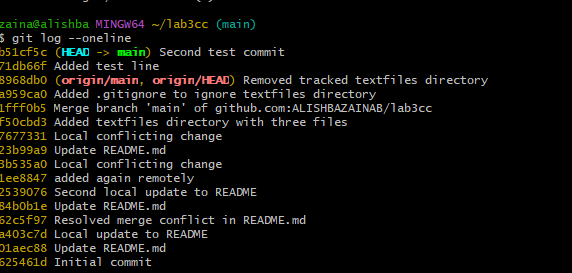 zaina@alishba MINGW64 ~/lab3cc (main)
$ git log --oneline
b51cf5c (HEAD -> main) Second test commit
71db66f Added test line
8968db0 (origin/main, origin/HEAD) Removed tracked textfiles directory
a959ca0 Added .gitignore to ignore textfiles directory
1fff0b5 Merge branch 'main' of github.com:ALISHBAZAINAB/lab3cc
f50cbd3 Added textfiles directory with three files
7677331 Local conflicting change
23b99a9 Update README.md
3b535a0 Local conflicting change
1ee8847 added again remotely
2539076 Second local update to README
84b0b1e Update README.md
62c5f97 Resolved merge conflict in README.md
a403c7d Local update to README
01aec88 Update README.md
625461d Initial commit